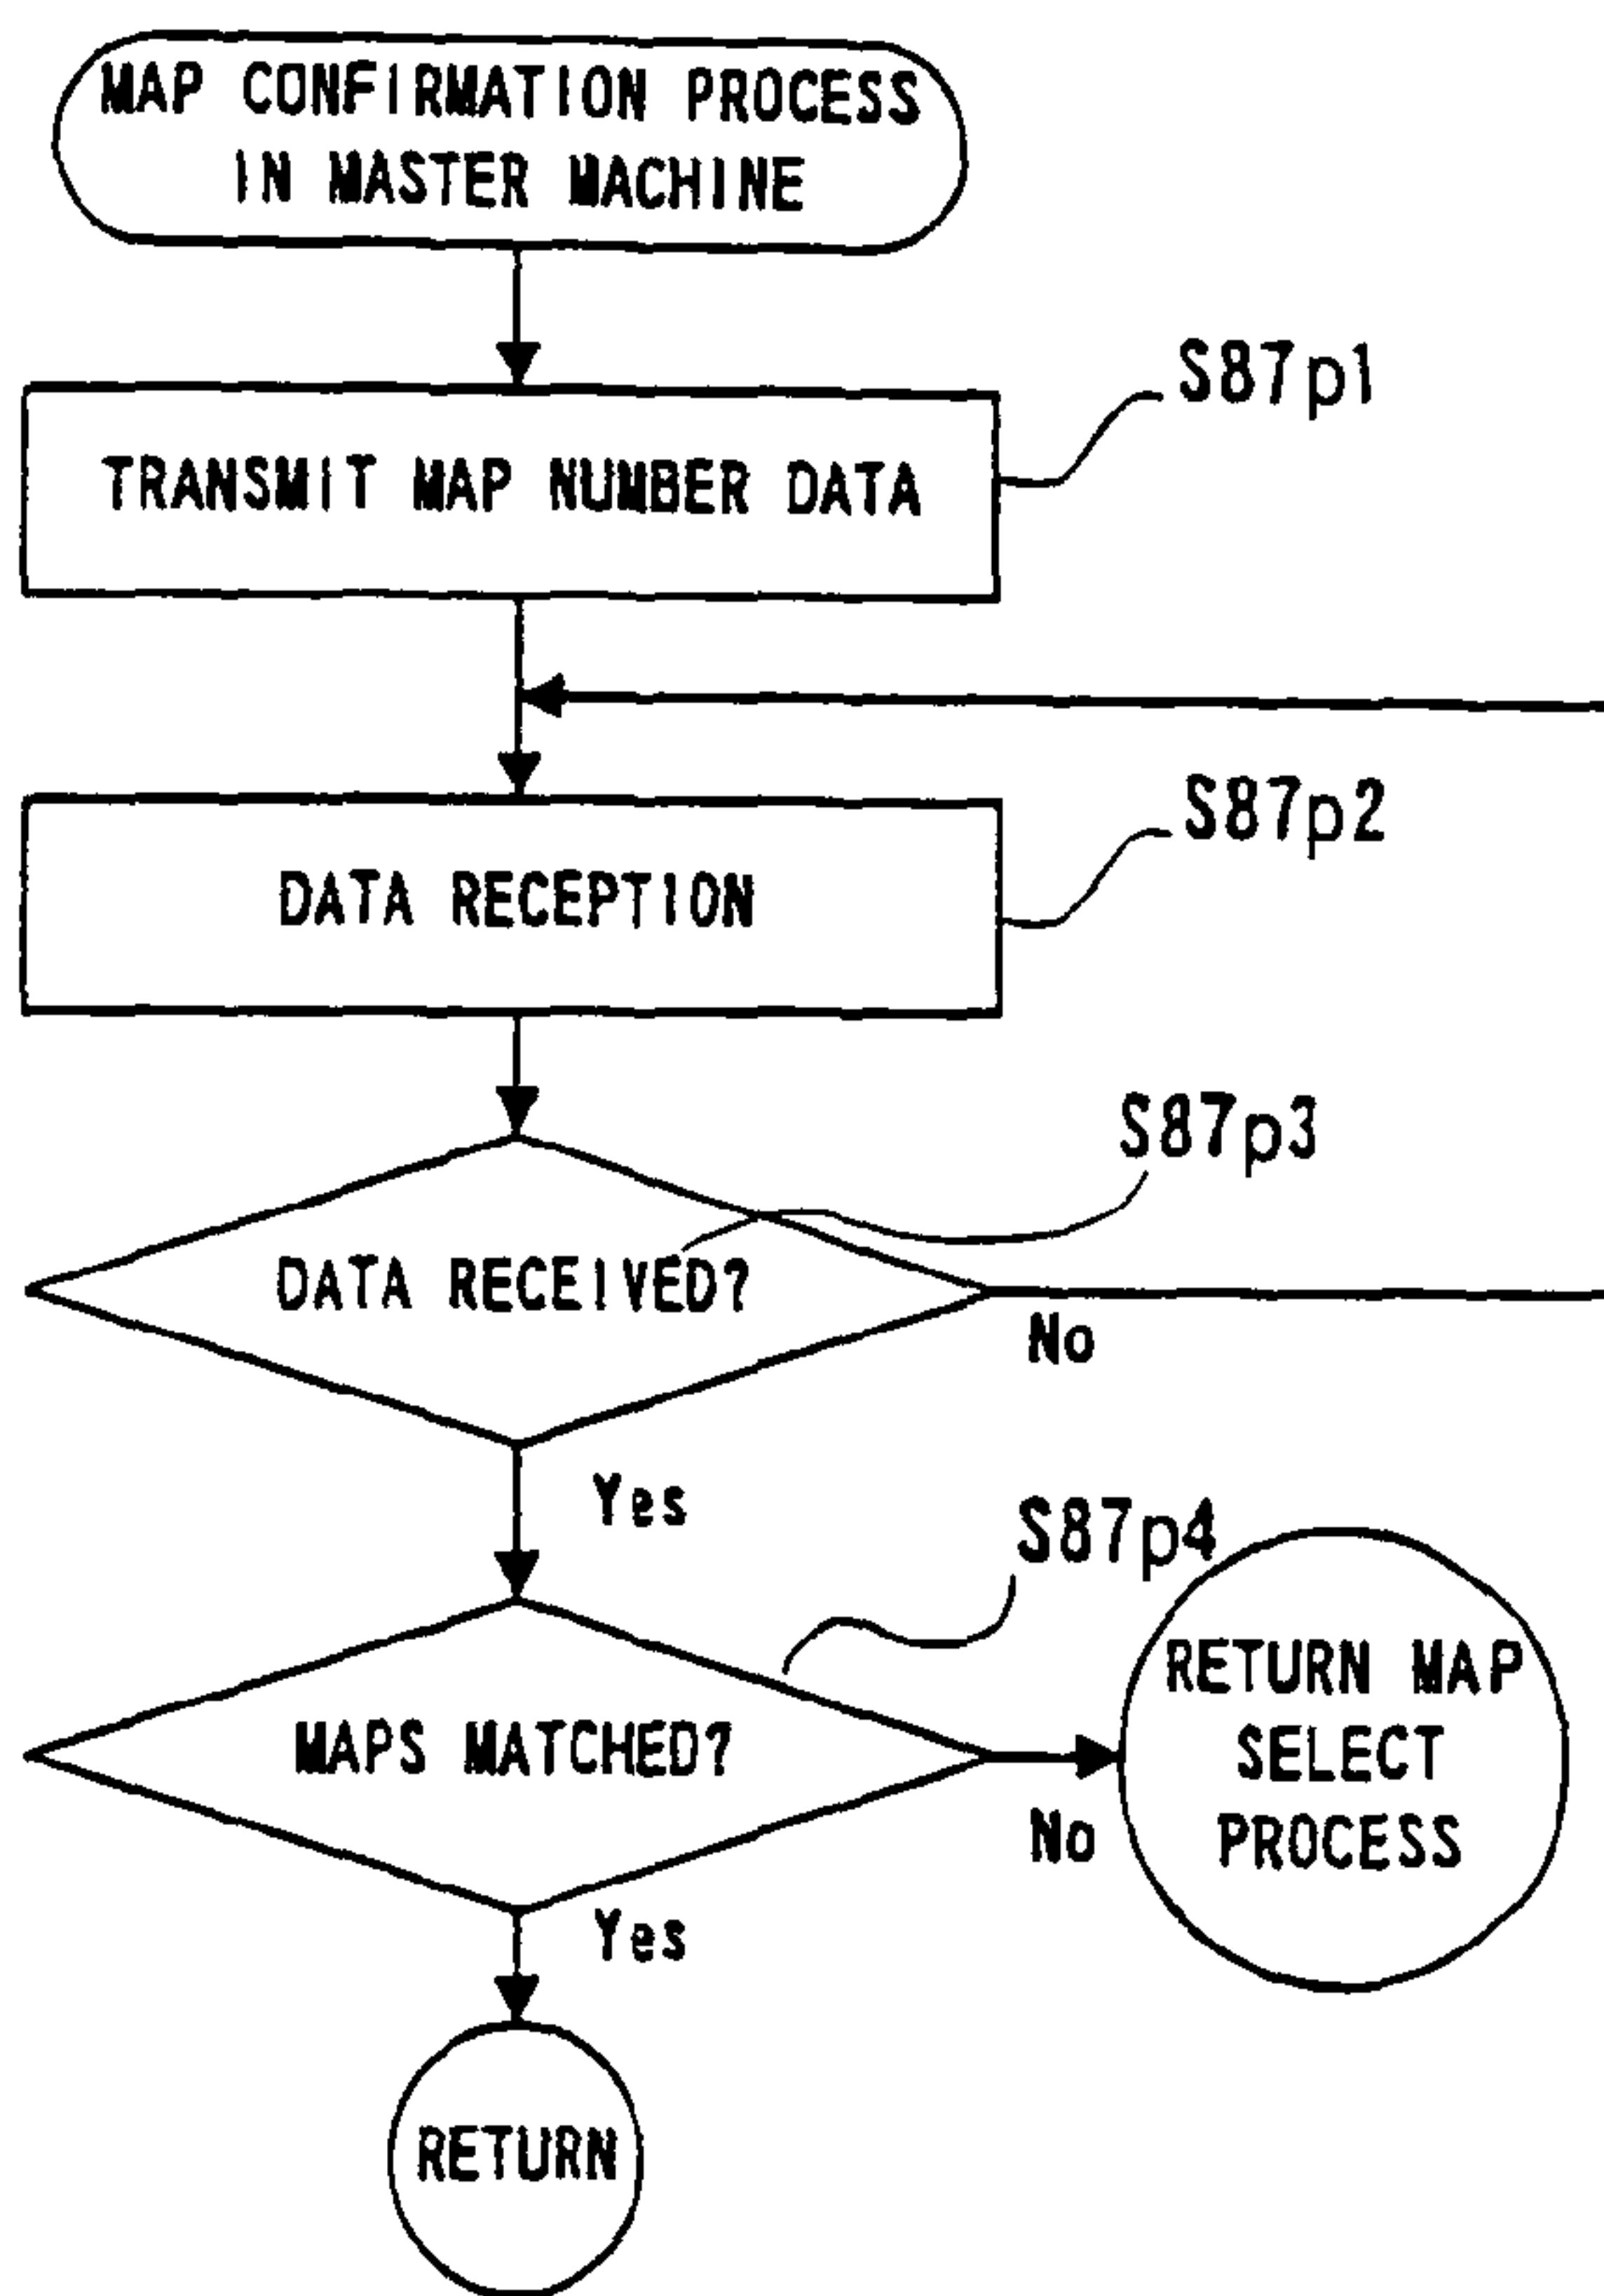 MAP CONFIRMATION PROCESS
IN MASTER MACHINE
S87p1
TRANSMIT MAP NUMBER DATA
S87p2
DATA RECEPTION
S87p3
DATA RECEIVED?
No
Yes
S87p4
MAPS MATCHED?
No
RETURN MAP
SELECT
PROCESS
Yes
RETURN